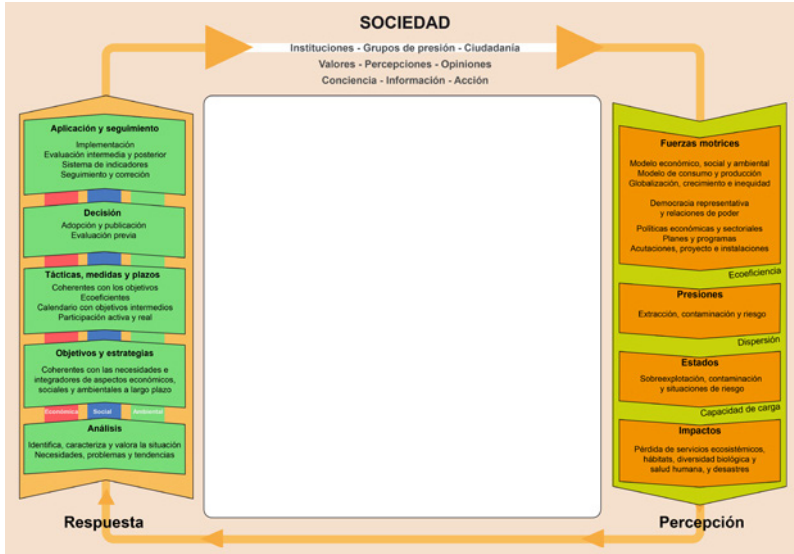 SOCIEDAD
Instituciones - Grupos de presión - Ciudadanía
Valores - Percepciones - Opiniones
Conciencia - Información - Acción
Aplicación y seguimiento
Implementación
Evaluación intermedia y posterior
Sistema de indicadores
Seguimiento y correción
Decisión
Adopción y publicación
Evaluación previa
Tácticas, medidas y plazos
Coherentes con los objetivos
Ecoeficientes
Calendario con objetivos intermedios
Participación activa y real
Objetivos y estrategias
Coherentes con las necesidades e
integradores de aspectos económicos,
sociales y ambientales a largo plazo
Económica Social Ambiental
Análisis
Identifica, caracteriza y valora la situación
Necesidades, problemas y tendencias
Respuesta
Fuerzas motrices
Modelo económico, social y ambiental
Modelo de consumo y producción
Globalización, crecimiento e inequidad
Democracia representativa
y relaciones de poder
Políticas económicas y sectoriales
Planes y programas
Acutaciones, proyecto e instalaciones
Ecoeficiencia
Presiones
Extracción, contaminación y riesgo
Dispersión
Estados
Sobreexplotación, contaminación
y situaciones de riesgo
Capacidad de carga
Impactos
Pérdida de servicios ecosistémicos,
hábitats, diversidad biológica y
salud humana, y desastres
Percepción